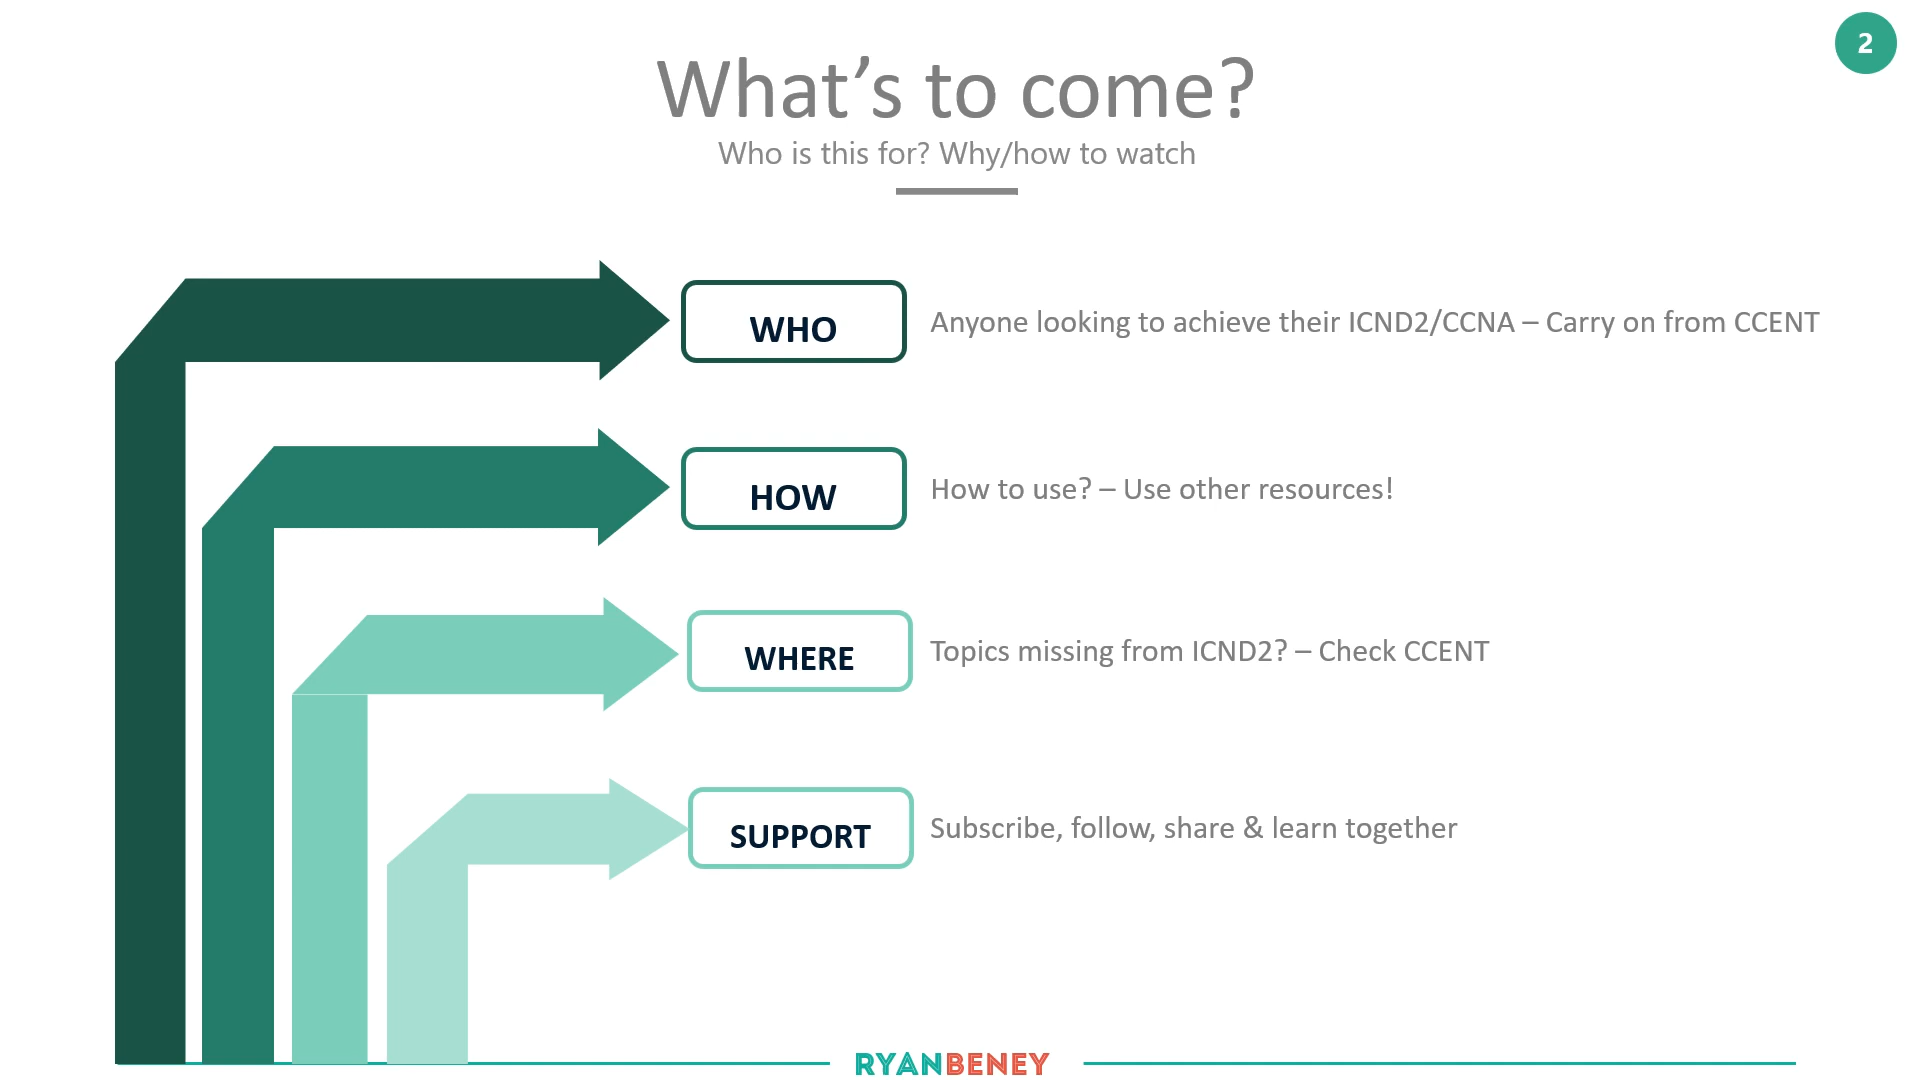 2
What’s to come?
Who is this for? Why/how to watch
WHO
Anyone looking to achieve their ICND2/CCNA – Carry on from CCENT
HOW
How to use? – Use other resources!
WHERE
Topics missing from ICND2? – Check CCENT
SUPPORT
Subscribe, follow, share & learn together
RYANBENEY